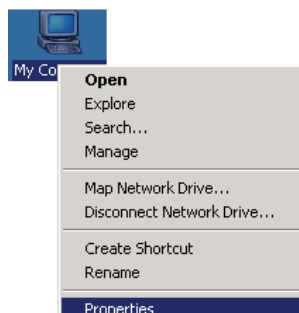 My Co
Open
Explore
Search...
Manage
Map Network Drive...
Disconnect Network Drive...
Create Shortcut
Rename
Properties